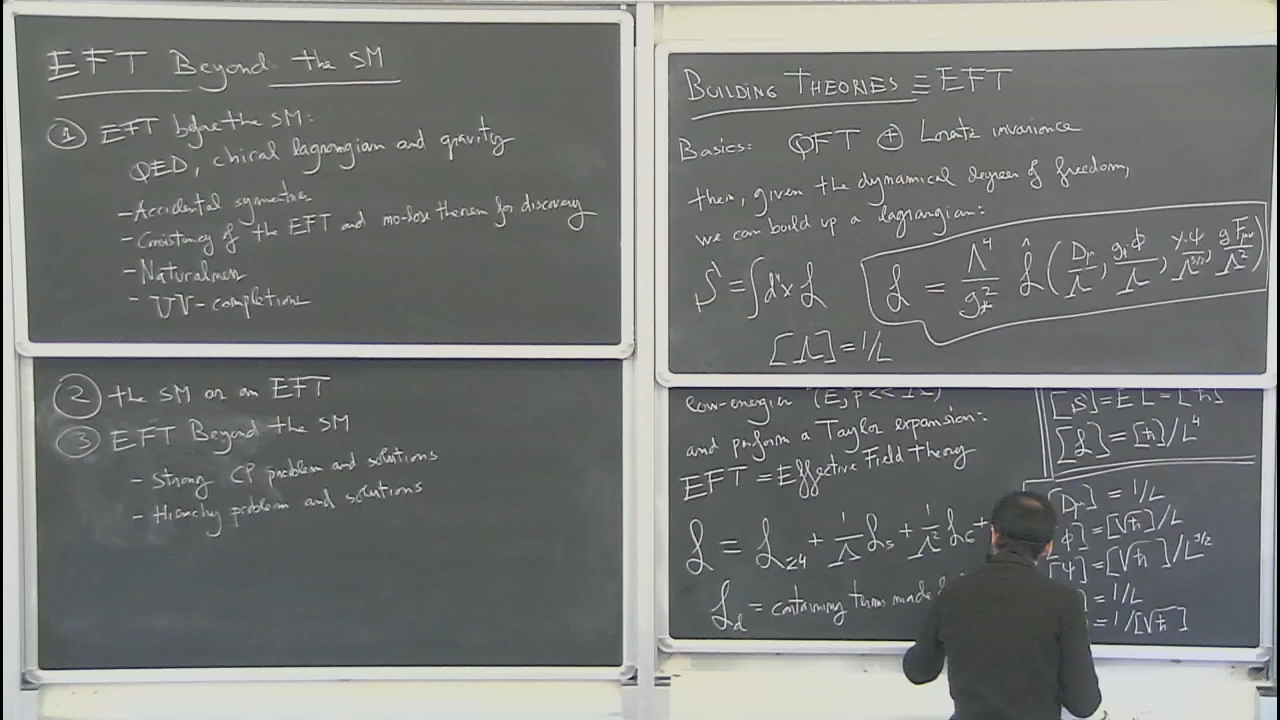 EFT Beyond the SM
① EFT before the SM:
QED, chiral lagrangian and gravity
- Accidental symmetries
- Consistency of the EFT and no-lose theorem for discovery
- Naturalness
- UV-completions
② the SM as an EFT
③ EFT Beyond the SM
- Strong CP problem and solutions
- Hierarchy problem and solutions
BUILDING THEORIES ≡ EFT
Basics: QFT ⊕ Lorentz invariance
then, given the dynamical degree of freedom,
we can build up a lagrangian:
S = ∫d⁴x ℒ ℒ = Λ⁴/g*² ℒ̂ (Dμ/Λ, g*Φ/Λ, g*Ψ/Λ^3/2, gFμν/Λ²)
[Λ] = 1/L
low-energies (E, p << Λ)
and perform a Taylor expansion:
EFT = Effective Field Theory
ℒ = ℒ≤4 + 1/Λ ℒ5 + 1/Λ² ℒ6 +
ℒd = containing terms made
[S] = E L = [ħ]
[ℒ] = [ħ]/L⁴
[Dμ] = 1/L
Φ] = [√ħ]/L
[Ψ] = [√ħ]/L^3/2
] = 1/L
= 1/[√ħ]